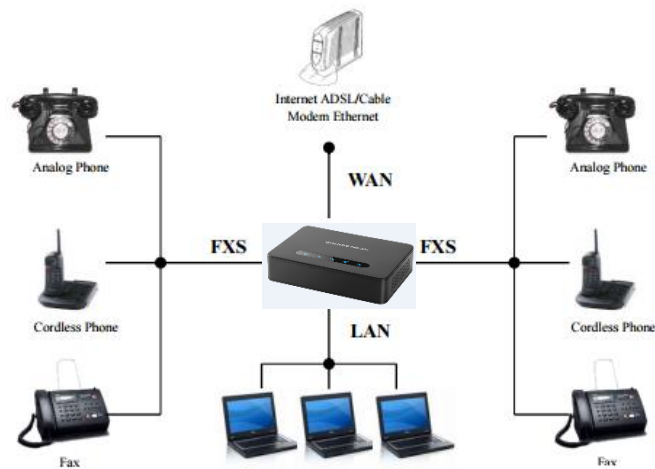 Internet ADSL/Cable
Modem Ethernet
Analog Phone
Analog Phone
WAN
FXS
FXS
Cordless Phone
Cordless Phone
LAN
Fax
Fax